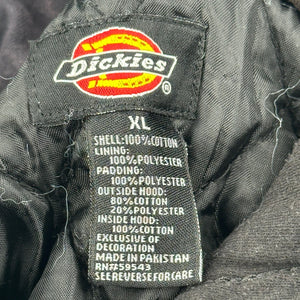 Dickies
®
XL
SHELL:100%COTTON
LINING:
100%POLYESTER
PADDING:
100%POLYESTER
OUTSIDE HOOD:
80%COTTON
20%POLYESTER
INSIDE HOOD:
100%COTTON
EXCLUSIVE OF
DECORATION
MADE IN PAKISTAN
RN#59543
SEE REVERSE FOR CARE